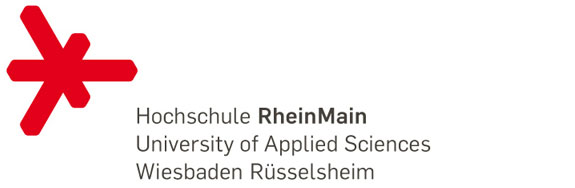 Hochschule RheinMain
University of Applied Sciences
Wiesbaden Rüsselsheim